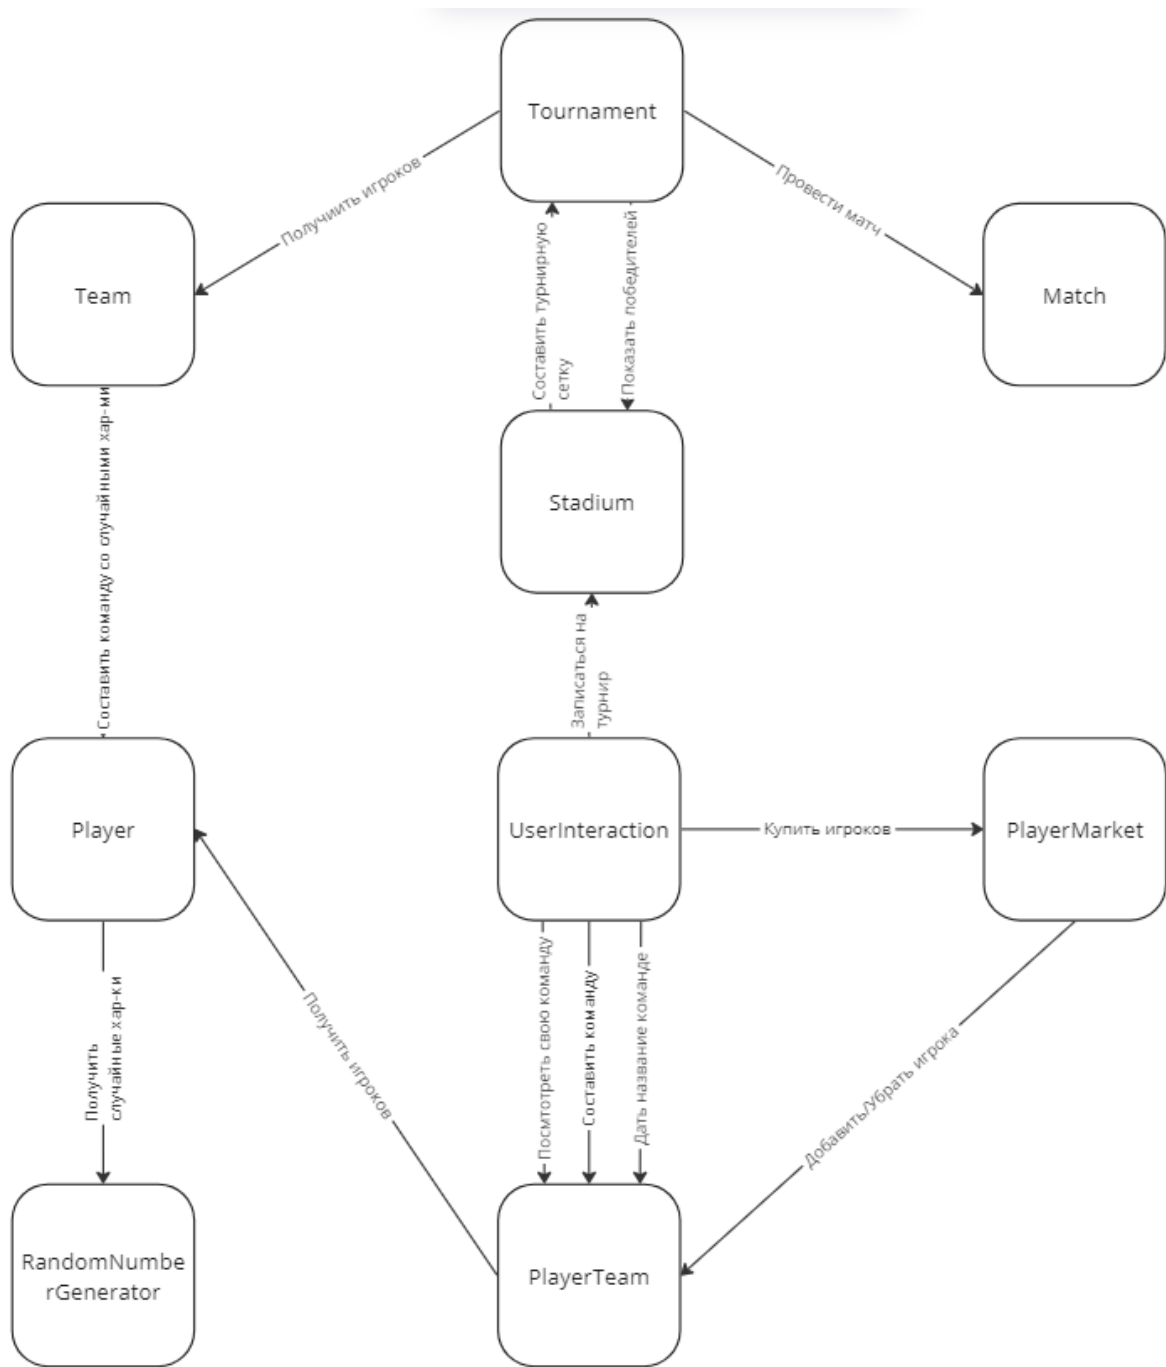 Tournament
Получиить игроков
Провести матч
Team
Составить турнирную
сетку
Показать победителей
Match
Составить команду со случайными хар-ми
Stadium
Записаться на
турнир
Player
UserInteraction
Купить игроков
PlayerMarket
Получить
случайные хар-ки
Получить игроков
Посмтотреть свою команду
Составить команду
Дать название команде
Добавить/Убрать игрока
RandomNumbe
rGenerator
PlayerTeam